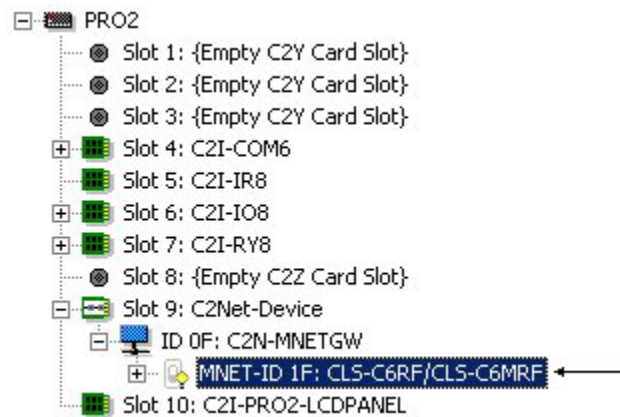 PRO2
Slot 1: {Empty C2Y Card Slot}
Slot 2: {Empty C2Y Card Slot}
Slot 3: {Empty C2Y Card Slot}
Slot 4: C2I-COM6
Slot 5: C2I-IR8
Slot 6: C2I-IO8
Slot 7: C2I-RY8
Slot 8: {Empty C2Z Card Slot}
Slot 9: C2Net-Device
ID 0F: C2N-MNETGW
MNET-ID 1F: CLS-C6RF/CLS-C6MRF
Slot 10: C2I-PRO2-LCDPANEL